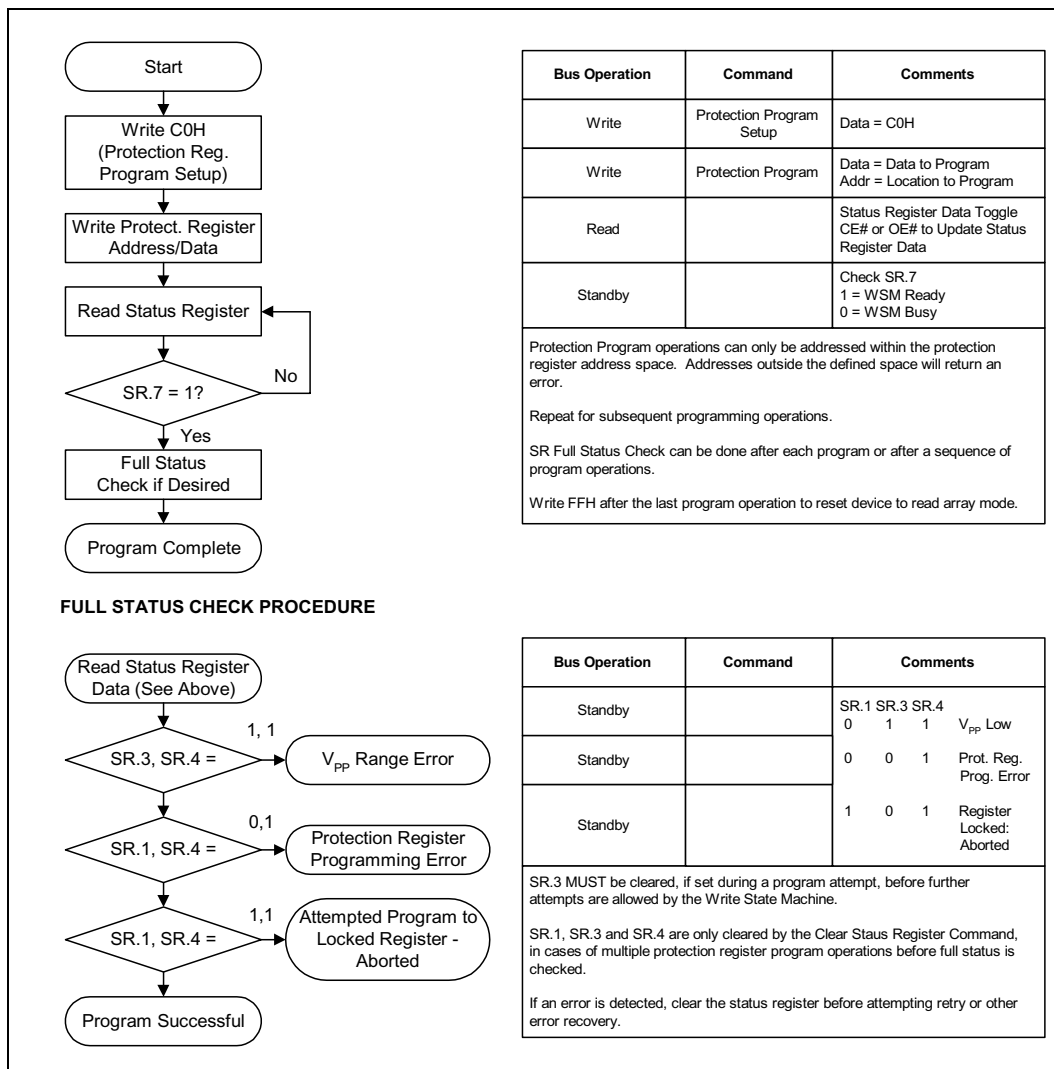 Start
Write C0H
(Protection Reg.
Program Setup)
Write Protect. Register
Address/Data
Read Status Register
No
SR.7 = 1?
Yes
Full Status
Check if Desired
Program Complete
Bus Operation Command Comments
Write Protection Program
Setup Data = C0H
Write Protection Program Data = Data to Program
Addr = Location to Program
Read Status Register Data Toggle
CE# or OE# to Update Status
Register Data
Standby Check SR.7
1 = WSM Ready
0 = WSM Busy
Protection Program operations can only be addressed within the protection
register address space. Addresses outside the defined space will return an
error.
Repeat for subsequent programming operations.
SR Full Status Check can be done after each program or after a sequence of
program operations.
Write FFH after the last program operation to reset device to read array mode.
FULL STATUS CHECK PROCEDURE
Read Status Register
Data (See Above)
1, 1
SR.3, SR.4 =
VPP Range Error
0,1
SR.1, SR.4 =
Protection Register
Programming Error
1,1
SR.1, SR.4 =
Attempted Program to
Locked Register -
Aborted
Program Successful
Bus Operation Command Comments
Standby SR.1 SR.3 SR.4
0 1 1 VPP Low
Standby 0 0 1 Prot. Reg.
Prog. Error
Standby 1 0 1 Register
Locked:
Aborted
SR.3 MUST be cleared, if set during a program attempt, before further
attempts are allowed by the Write State Machine.
SR.1, SR.3 and SR.4 are only cleared by the Clear Staus Register Command,
in cases of multiple protection register program operations before full status is
checked.
If an error is detected, clear the status register before attempting retry or other
error recovery.